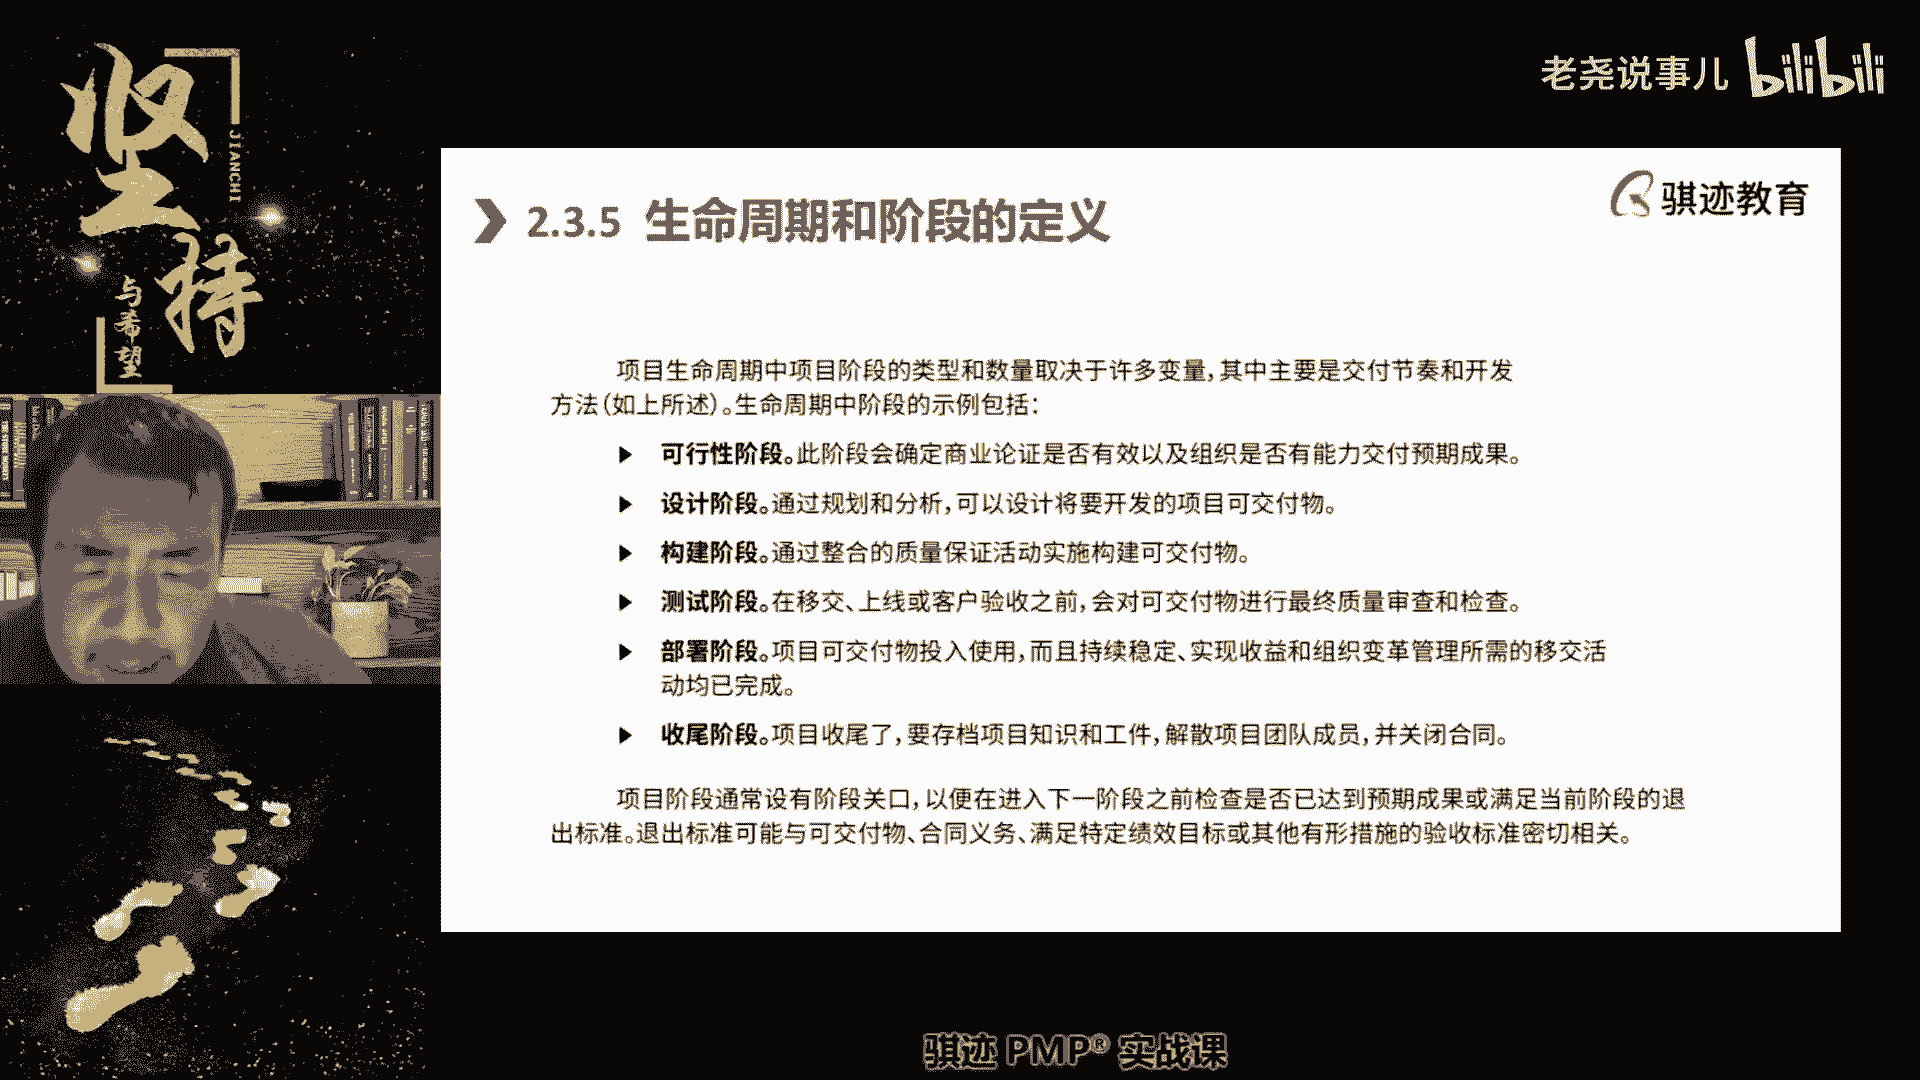 坚持
JIANCHI
与希望
老尧说事儿 bilibili
骐迹教育
2.3.5 生命周期和阶段的定义
项目生命周期中项目阶段的类型和数量取决于许多变量，其中主要是交付节奏和开发
方法（如上所述）。生命周期中阶段的示例包括：
可行性阶段。此阶段会确定商业论证是否有效以及组织是否有能力交付预期成果。
设计阶段。通过规划和分析，可以设计将要开发的项目可交付物。
构建阶段。通过整合的质量保证活动实施构建可交付物。
测试阶段。在移交、上线或客户验收之前，会对可交付物进行最终质量审查和检查。
部署阶段。项目可交付物投入使用，而且持续稳定、实现收益和组织变革管理所需的移交活
动均已完成。
收尾阶段。项目收尾了，要存档项目知识和工件，解散项目团队成员，并关闭合同。
项目阶段通常设有阶段关口，以便在进入下一阶段之前检查是否已达到预期成果或满足当前阶段的退
出标准。退出标准可能与可交付物、合同义务、满足特定绩效目标或其他有形措施的验收标准密切相关。
骐迹 PMP® 实战课